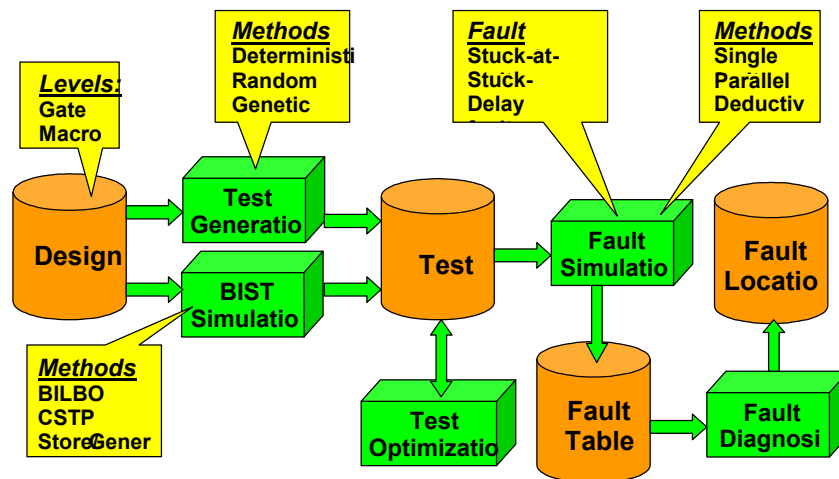 Levels:
Gate
Macro
Methods
Deterministi
Random
Genetic
Fault
Stuck-at-
Stuck-
Delay
Methods
Single
Parallel
Deductiv
Design
Test
Generatio
BIST
Simulatio
Test
Fault
Simulatio
Fault
Locatio
Methods
BILBO
CSTP
Store/Gener
Test
Optimizatio
Fault
Table
Fault
Diagnosi